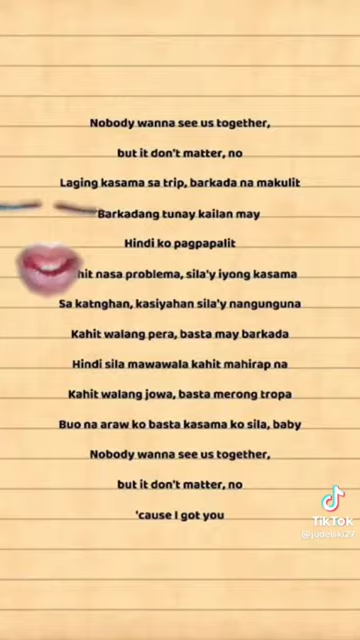 Nobody wanna see us together,
but it don't matter, no
Laging kasama sa trip, barkada na makulit
Barkadang tunay kailan may
Hindi ko pagpapalit
hit nasa problema, sila'y iyong kasama
Sa katnghan, kasiyahan sila'y nangunguna
Kahit walang pera, basta may barkada
Hindi sila mawawala kahit mahirap na
Kahit walang jowa, basta merong tropa
Buo na araw ko basta kasama ko sila, baby
Nobody wanna see us together,
but it don't matter, no
'cause I got you
TikTok